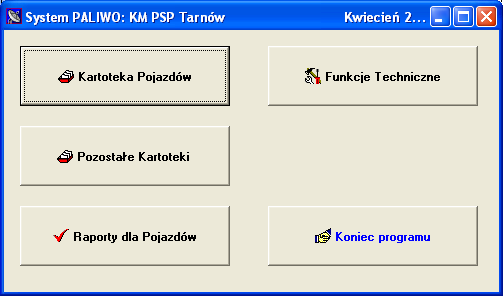 System PALIWO: KM PSP Tarnów Kwiecień 2...
Kartoteka Pojazdów
Funkcje Techniczne
Pozostałe Kartoteki
Raporty dla Pojazdów
Koniec programu